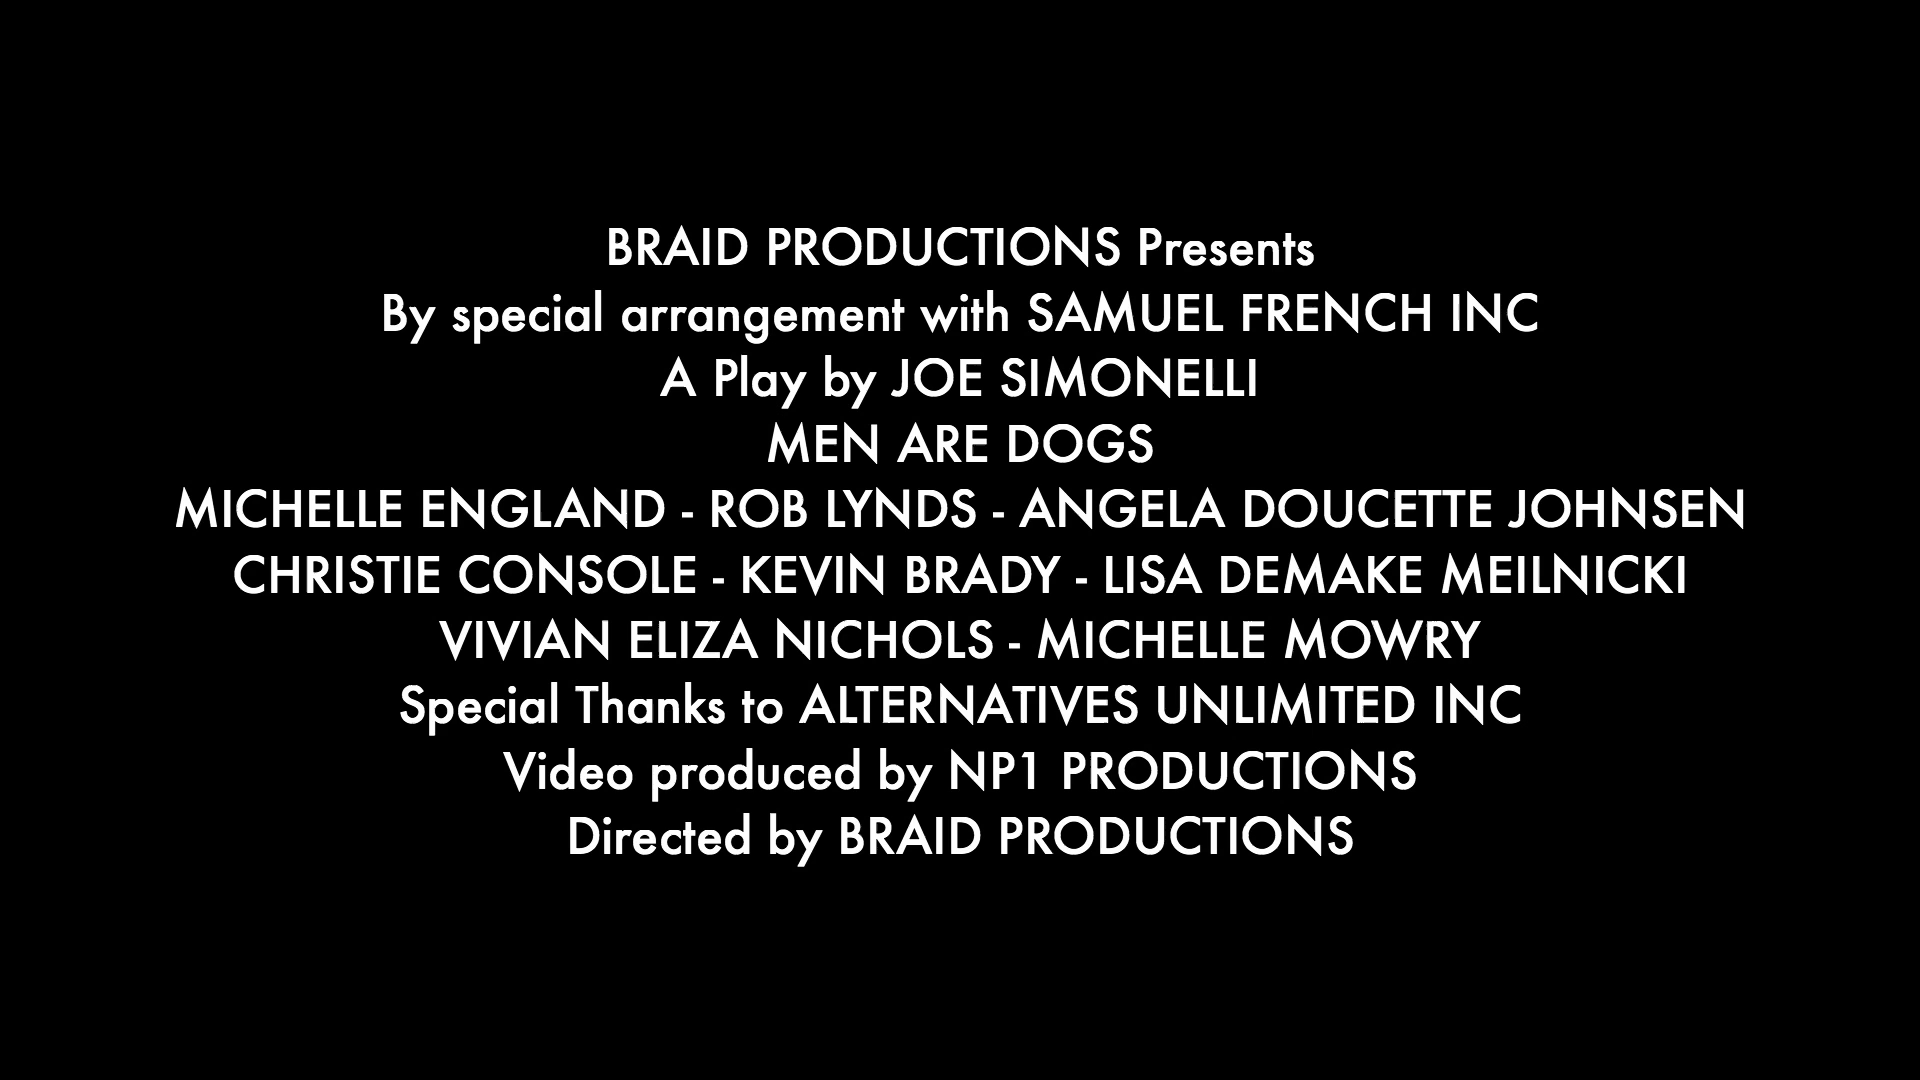 BRAID PRODUCTIONS Presents
By special arrangement with SAMUEL FRENCH INC
A Play by JOE SIMONELLI
MEN ARE DOGS
MICHELLE ENGLAND - ROB LYNDS - ANGELA DOUCETTE JOHNSEN
CHRISTIE CONSOLE - KEVIN BRADY - LISA DEMAKE MEILNICKI
VIVIAN ELIZA NICHOLS - MICHELLE MOWRY
Special Thanks to ALTERNATIVES UNLIMITED INC
Video produced by NP1 PRODUCTIONS
Directed by BRAID PRODUCTIONS